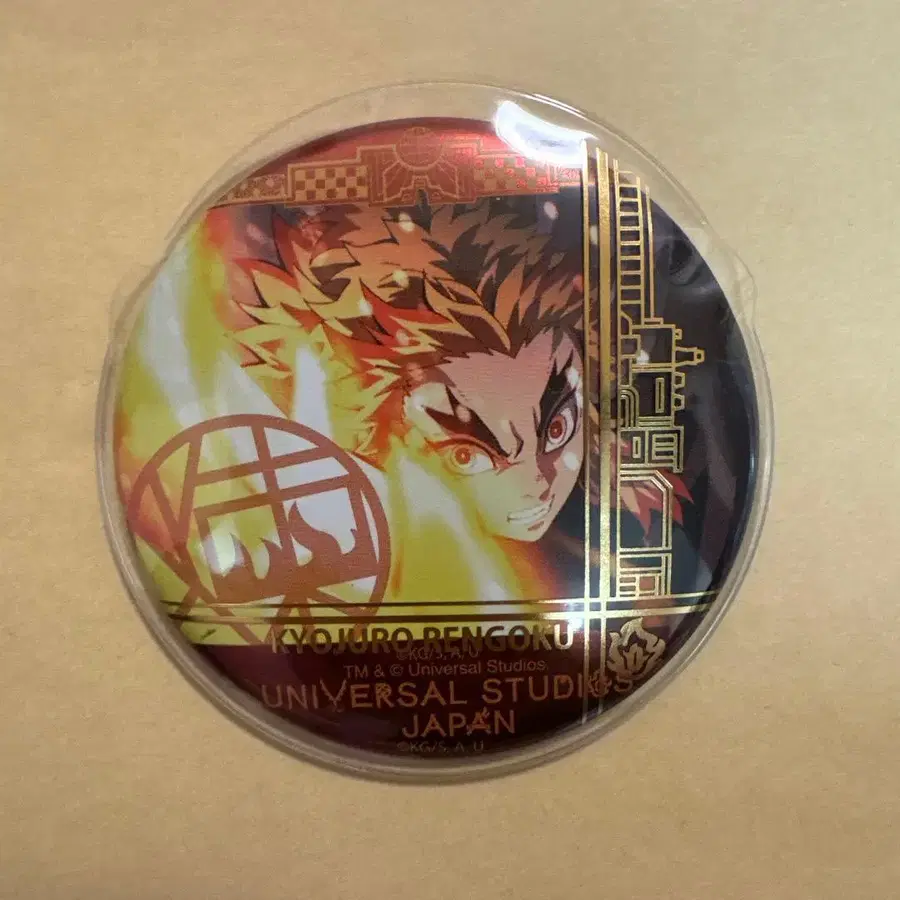 KYOJURO RENGOKU
©KG/S, A, U
TM & © Universal Studios
UNIVERSAL STUDIOS
JAPAN
©KG/S, A, U